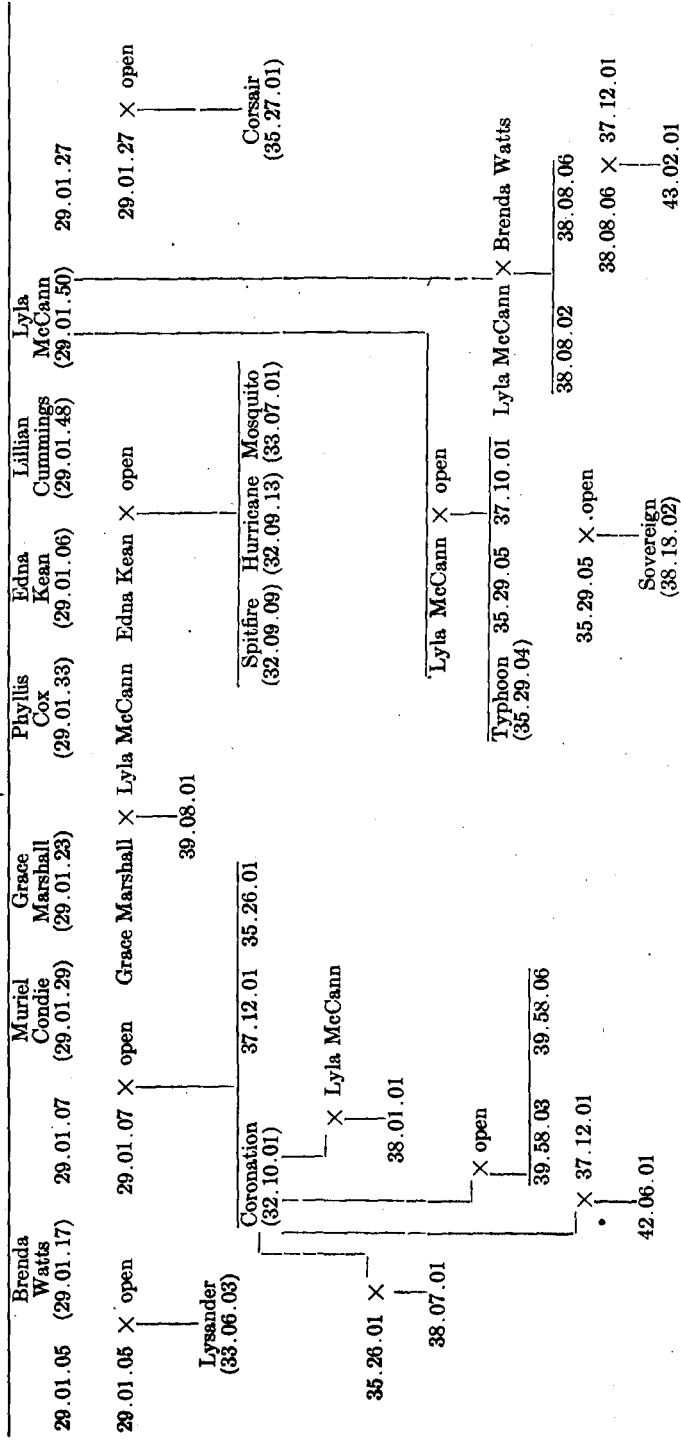 29.01.05 Brenda Watts (29.01.17) 29.01.07 Muriel Condie (29.01.29) Grace Marshall (29.01.23) Phyllis Cox (29.01.33) Edna Kean (29.01.06) Lillian Cummings (29.01.48) Lyla McCann (29.01.50) 29.01.27
29.01.05 × open 29.01.07 × open Grace Marshall × Lyla McCann Edna Kean × open 29.01.27 × open
39.08.01
Lysander (33.06.03)
Coronation (32.10.01) 37.12.01 35.26.01
Spitfire (32.09.09) Hurricane (32.09.13) Mosquito (33.07.01)
Corsair (35.27.01)
× Lyla McCann
38.01.01
35.26.01 ×
38.07.01
× open
39.58.03 39.58.06
× 37.12.01
42.06.01
Lyla McCann × open
Typhoon (35.29.04) 35.29.05 37.10.01
Lyla McCann × Brenda Watts
38.08.02 38.08.06
35.29.05 × open
Sovereign (38.18.02)
38.08.06 × 37.12.01
43.02.01